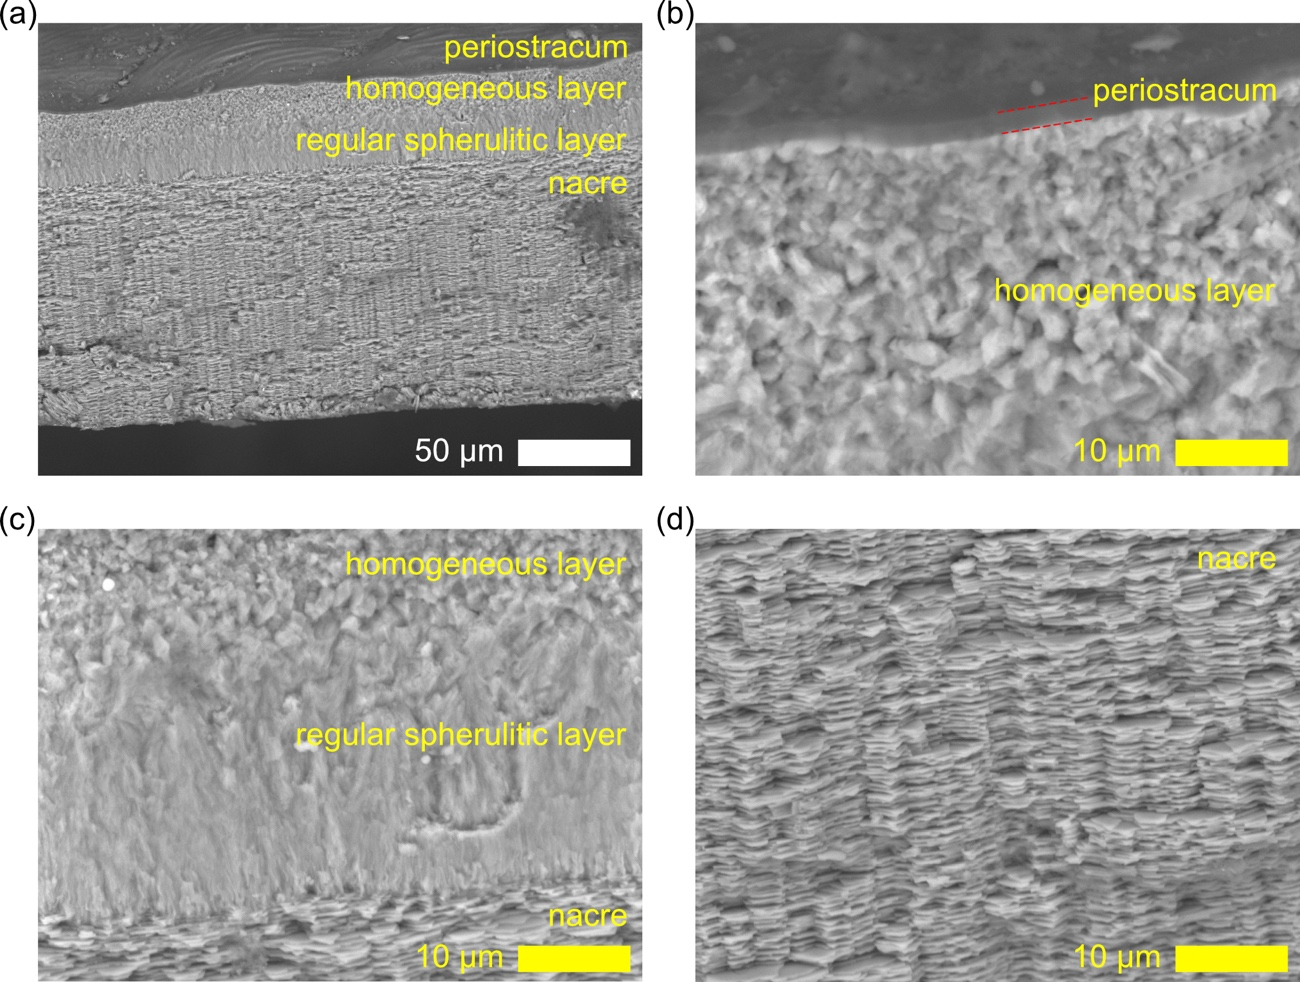 (a)
periostracum
homogeneous layer
regular spherulitic layer
nacre
50 µm
(b)
periostracum
homogeneous layer
10 µm
(c)
homogeneous layer
regular spherulitic layer
nacre
10 µm
(d)
nacre
10 µm